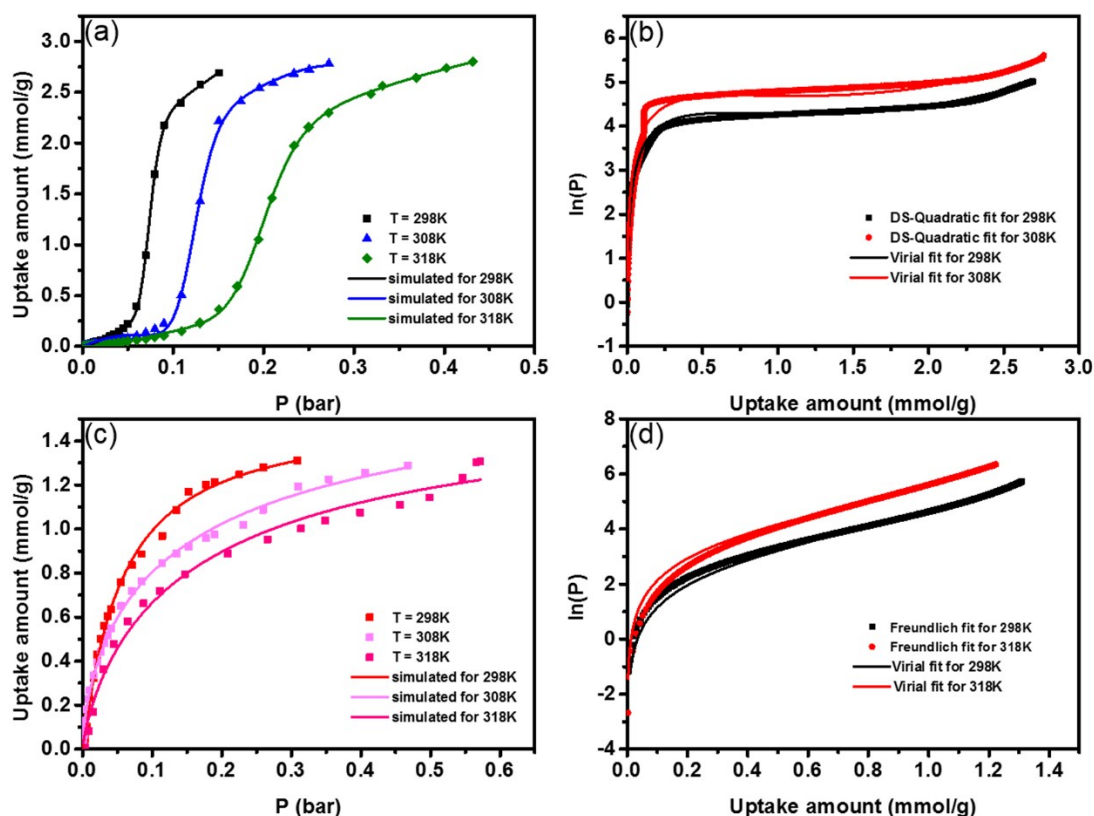 (a)
Uptake amount (mmol/g)
3.0
2.5
2.0
1.5
1.0
0.5
0.0
T = 298K
T = 308K
T = 318K
simulated for 298K
simulated for 308K
simulated for 318K
0.0 0.1 0.2 0.3 0.4 0.5
P (bar)
(b)
ln(P)
6
5
4
3
2
1
0
-1
DS-Quadratic fit for 298K
DS-Quadratic fit for 308K
Virial fit for 298K
Virial fit for 308K
0.0 0.5 1.0 1.5 2.0 2.5 3.0
Uptake amount (mmol/g)
(c)
Uptake amount (mmol/g)
1.4
1.2
1.0
0.8
0.6
0.4
0.2
0.0
T = 298K
T = 308K
T = 318K
simulated for 298K
simulated for 308K
simulated for 318K
0.0 0.1 0.2 0.3 0.4 0.5 0.6
P (bar)
(d)
ln(P)
8
6
4
2
0
-2
-4
Freundlich fit for 298K
Freundlich fit for 318K
Virial fit for 298K
Virial fit for 318K
0.0 0.2 0.4 0.6 0.8 1.0 1.2 1.4
Uptake amount (mmol/g)